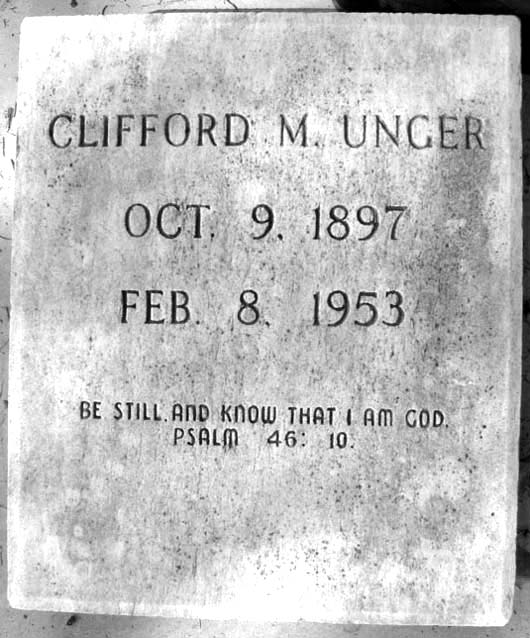 CLIFFORD M. UNGER
OCT. 9. 1897
FEB. 8. 1953
BE STILL. AND KNOW THAT I AM GOD.
PSALM 46: 10.